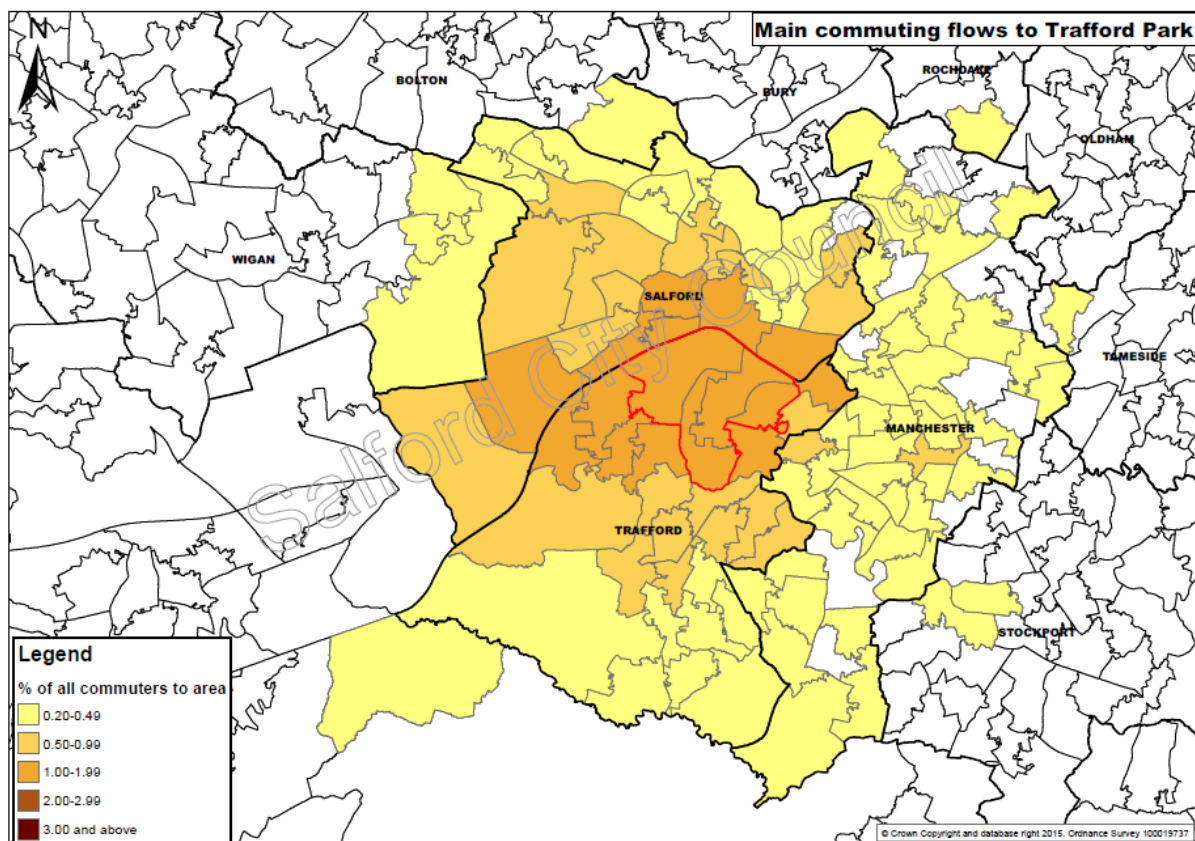 Main commuting flows to Trafford Park
N
ROCHDALE
BOLTON
BURY
OLDHAM
WIGAN
SALFORD
TAMESIDE
MANCHESTER
TRAFFORD
STOCKPORT
Salford City Council
Legend
% of all commuters to area
0.20-0.49
0.50-0.99
1.00-1.99
2.00-2.99
3.00 and above
© Crown Copyright and database right 2015. Ordnance Survey 100019737